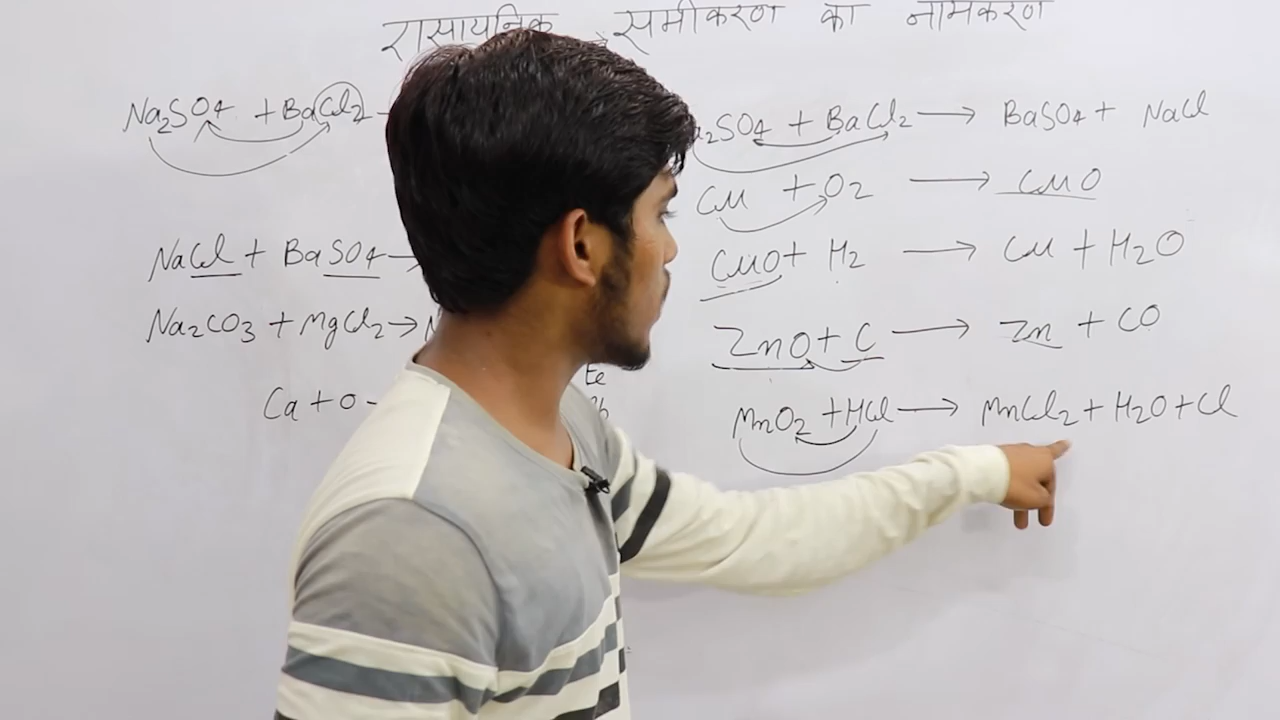 रासायनिक समीकरण का नामकरण
Na2SO4 + BaCl2
NaCl + BaSO4 →
Na2CO3 + MgCl2 →
Ca + O -
2SO4 + BaCl2 → BaSO4 + NaCl
Cu + O2 → CuO
CuO + H2 → Cu + H2O
ZnO + C → Zn + CO
MnO2 + HCl → MnCl2 + H2O + Cl